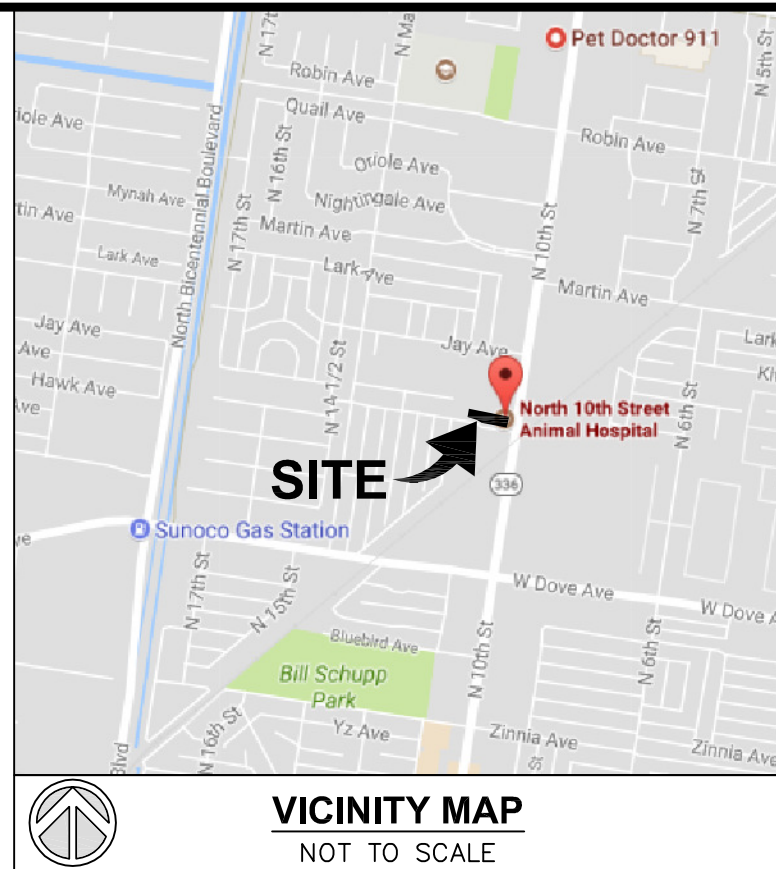 N 17t
N Ma
Pet Doctor 911
N 5th St
Robin Ave
Quail Ave
Robin Ave
iole Ave
N 16th St
Oriole Ave
N 7th St
Mynah Ave
Nightingale Ave
tin Ave
North Bicentennial Boulevard
N 17th St
Martin Ave
N 10th St
Lark Ave
Lark Ave
Martin Ave
Jay Ave
Jay Ave
Lark
Ave
Hawk Ave
N 14 1/2 St
North 10th Street
Animal Hospital
N 6th St
Ave
SITE
336
Sunoco Gas Station
ve
W Dove Ave
W Dove A
N 17th St
N 15th St
Bluebird Ave
N 10th St
N 6th St
Bill Schupp
Park
N 16th St
Yz Ave
Zinnia Ave
Zinnia Ave
Blvd
St
VICINITY MAP
NOT TO SCALE